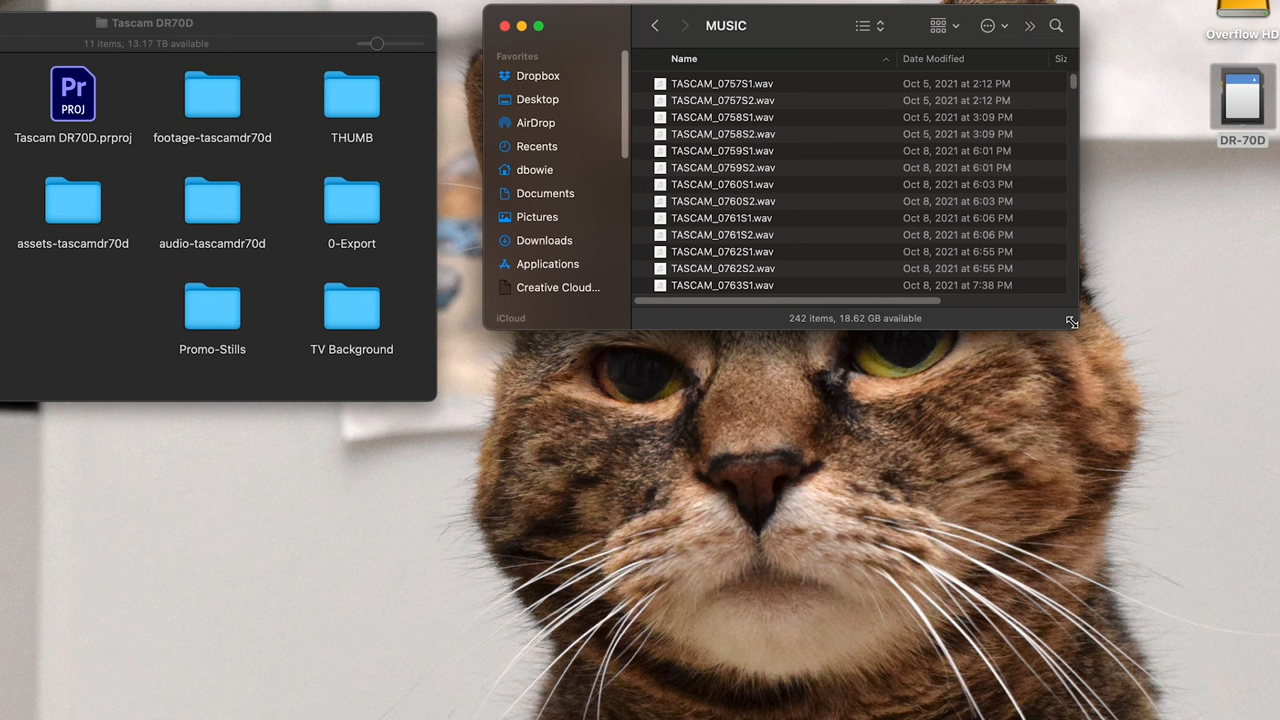 Tascam DR70D
11 items, 13.17 TB available
Pr
PROJ
Tascam DR70D.prproj
footage-tascamdr70d
THUMB
assets-tascamdr70d
audio-tascamdr70d
0-Export
Promo-Stills
TV Background
MUSIC
Favorites
Dropbox
Desktop
AirDrop
Recents
dbowie
Documents
Pictures
Downloads
Applications
Creative Cloud...
iCloud
Name Date Modified Siz
TASCAM_0757S1.wav Oct 5, 2021 at 2:12 PM
TASCAM_0757S2.wav Oct 5, 2021 at 2:12 PM
TASCAM_0758S1.wav Oct 5, 2021 at 3:09 PM
TASCAM_0758S2.wav Oct 5, 2021 at 3:09 PM
TASCAM_0759S1.wav Oct 8, 2021 at 6:01 PM
TASCAM_0759S2.wav Oct 8, 2021 at 6:01 PM
TASCAM_0760S1.wav Oct 8, 2021 at 6:03 PM
TASCAM_0760S2.wav Oct 8, 2021 at 6:03 PM
TASCAM_0761S1.wav Oct 8, 2021 at 6:06 PM
TASCAM_0761S2.wav Oct 8, 2021 at 6:06 PM
TASCAM_0762S1.wav Oct 8, 2021 at 6:55 PM
TASCAM_0762S2.wav Oct 8, 2021 at 6:55 PM
TASCAM_0763S1.wav Oct 8, 2021 at 7:38 PM
242 items, 18.62 GB available
Overflow HD
DR-70D